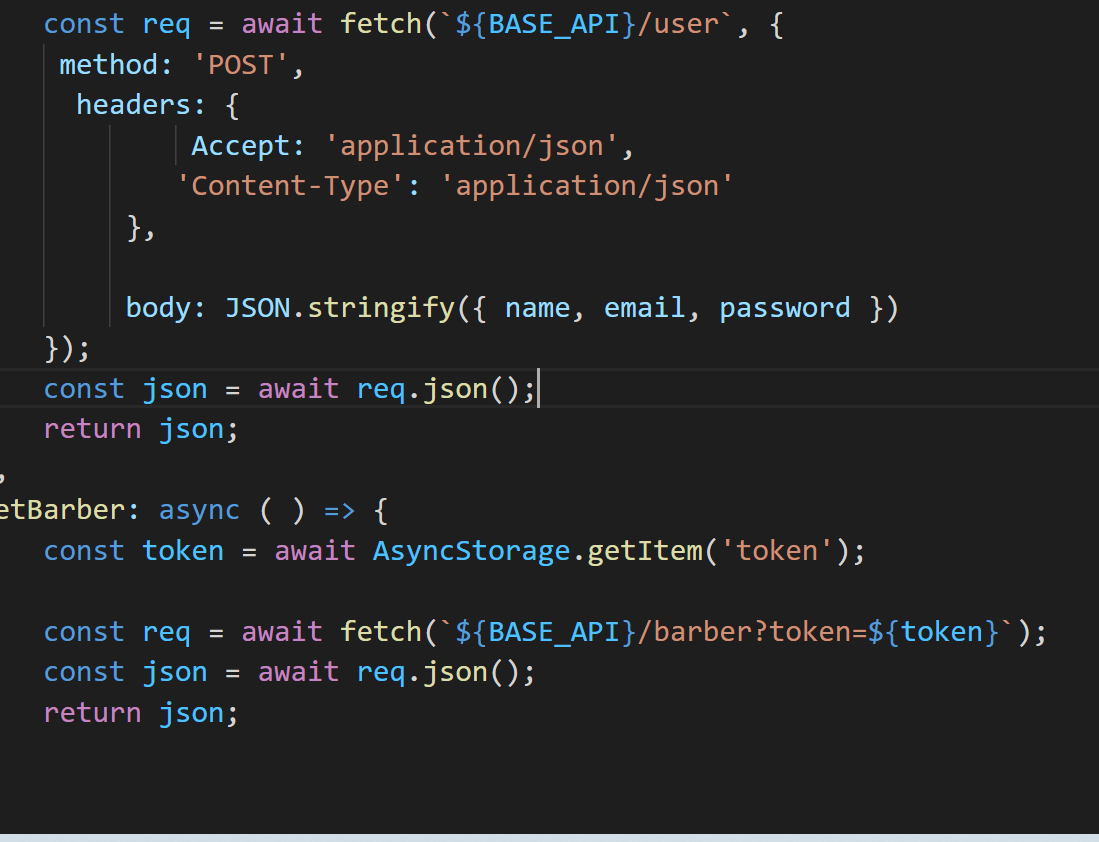 const req = await fetch(`${BASE_API}/user`, {
method: 'POST',
headers: {
Accept: 'application/json',
'Content-Type': 'application/json'
},
body: JSON.stringify({ name, email, password })
});
const json = await req.json();
return json;
,
etBarber: async ( ) => {
const token = await AsyncStorage.getItem('token');
const req = await fetch(`${BASE_API}/barber?token=${token}`);
const json = await req.json();
return json;